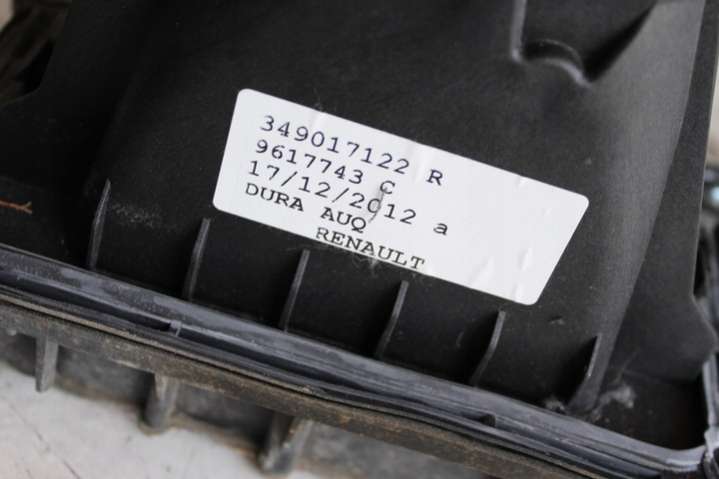 349017122 R
9617743 C
17/12/2012 a
DURA AUQ
RENAULT